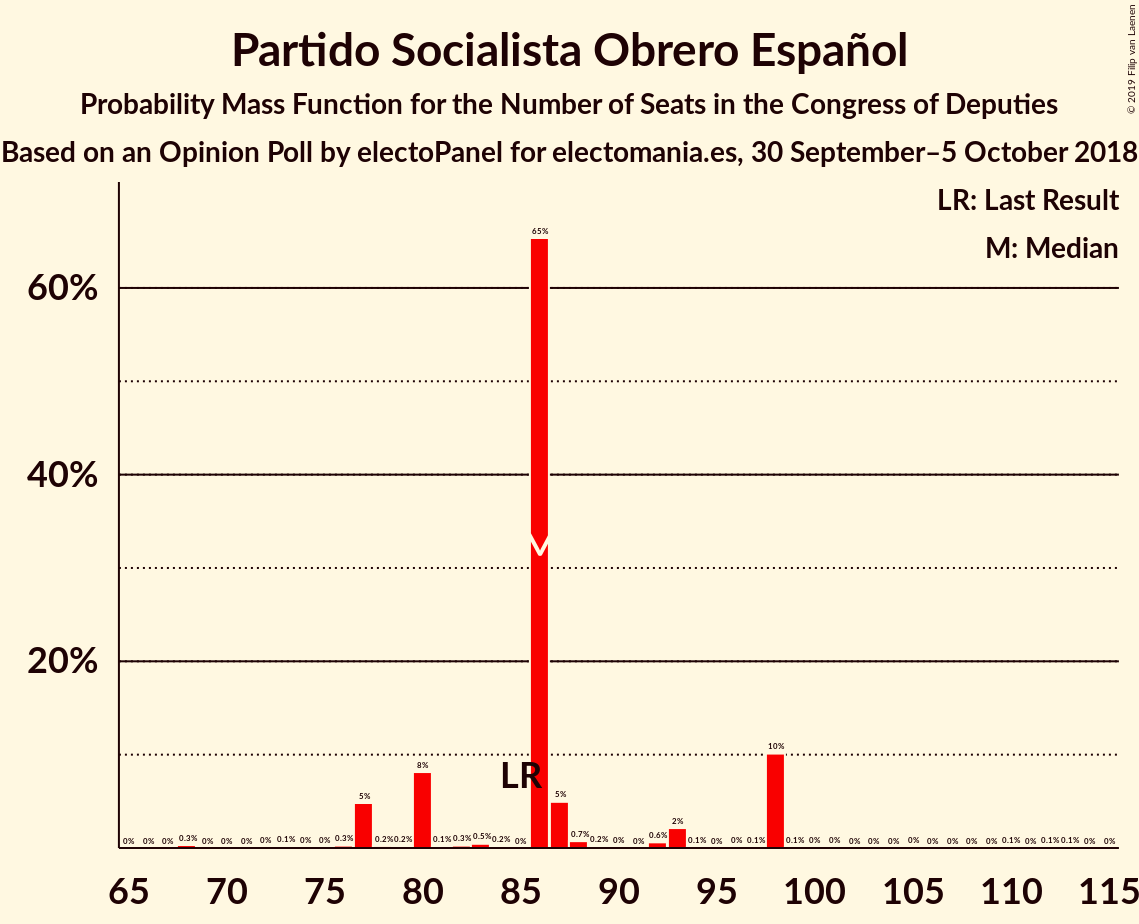 Partido Socialista Obrero Español
Probability Mass Function for the Number of Seats in the Congress of Deputies
Based on an Opinion Poll by electoPanel for electomania.es, 30 September–5 October 2018
© 2019 Filip van Laenen
LR: Last Result
M: Median
60%
40%
20%
0% 0% 0% 0.3% 0% 0% 0% 0% 0.1% 0% 0% 0.3% 5% 0.2% 0.2% 8% 0.1% 0.3% 0.5% 0.2% 0% 65% 5% 0.7% 0.2% 0% 0% 0.6% 2% 0.1% 0% 0% 0.1% 10% 0.1% 0% 0% 0% 0% 0% 0% 0% 0% 0% 0% 0.1% 0% 0.1% 0.1% 0% 0%
LR
65 70 75 80 85 90 95 100 105 110 115